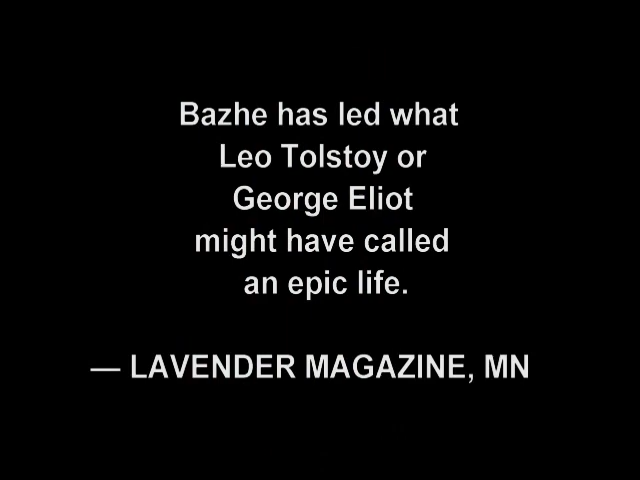 Bazhe has led what
Leo Tolstoy or
George Eliot
might have called
an epic life.
— LAVENDER MAGAZINE, MN